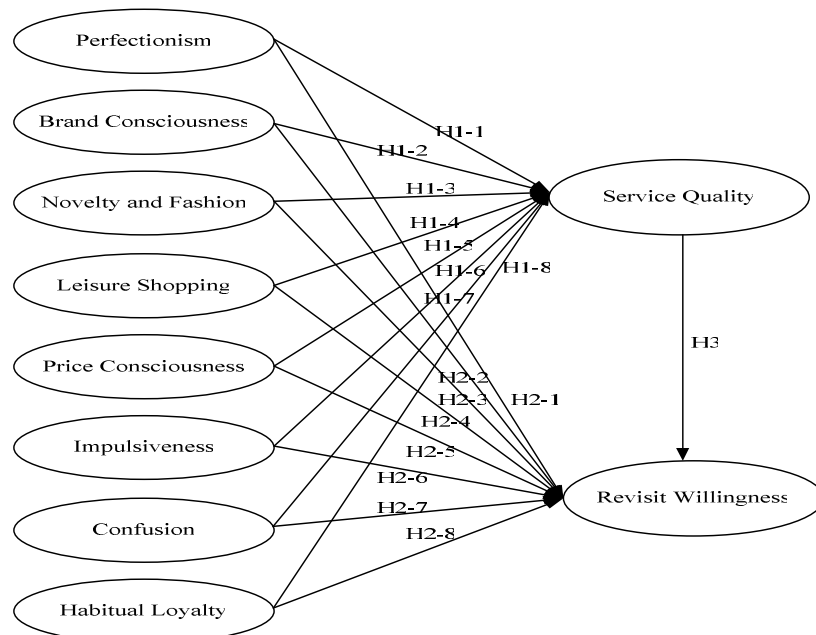 Perfectionism
Brand Consciousness
Novelty and Fashion
Leisure Shopping
Price Consciousness
Impulsiveness
Confusion
Habitual Loyalty
H1-1
H1-2
H1-3
H1-4
H1-5
H1-6
H1-7
H1-8
H2-2
H2-3
H2-1
H2-4
H2-5
H2-6
H2-7
H2-8
Service Quality
H3
Revisit Willingness